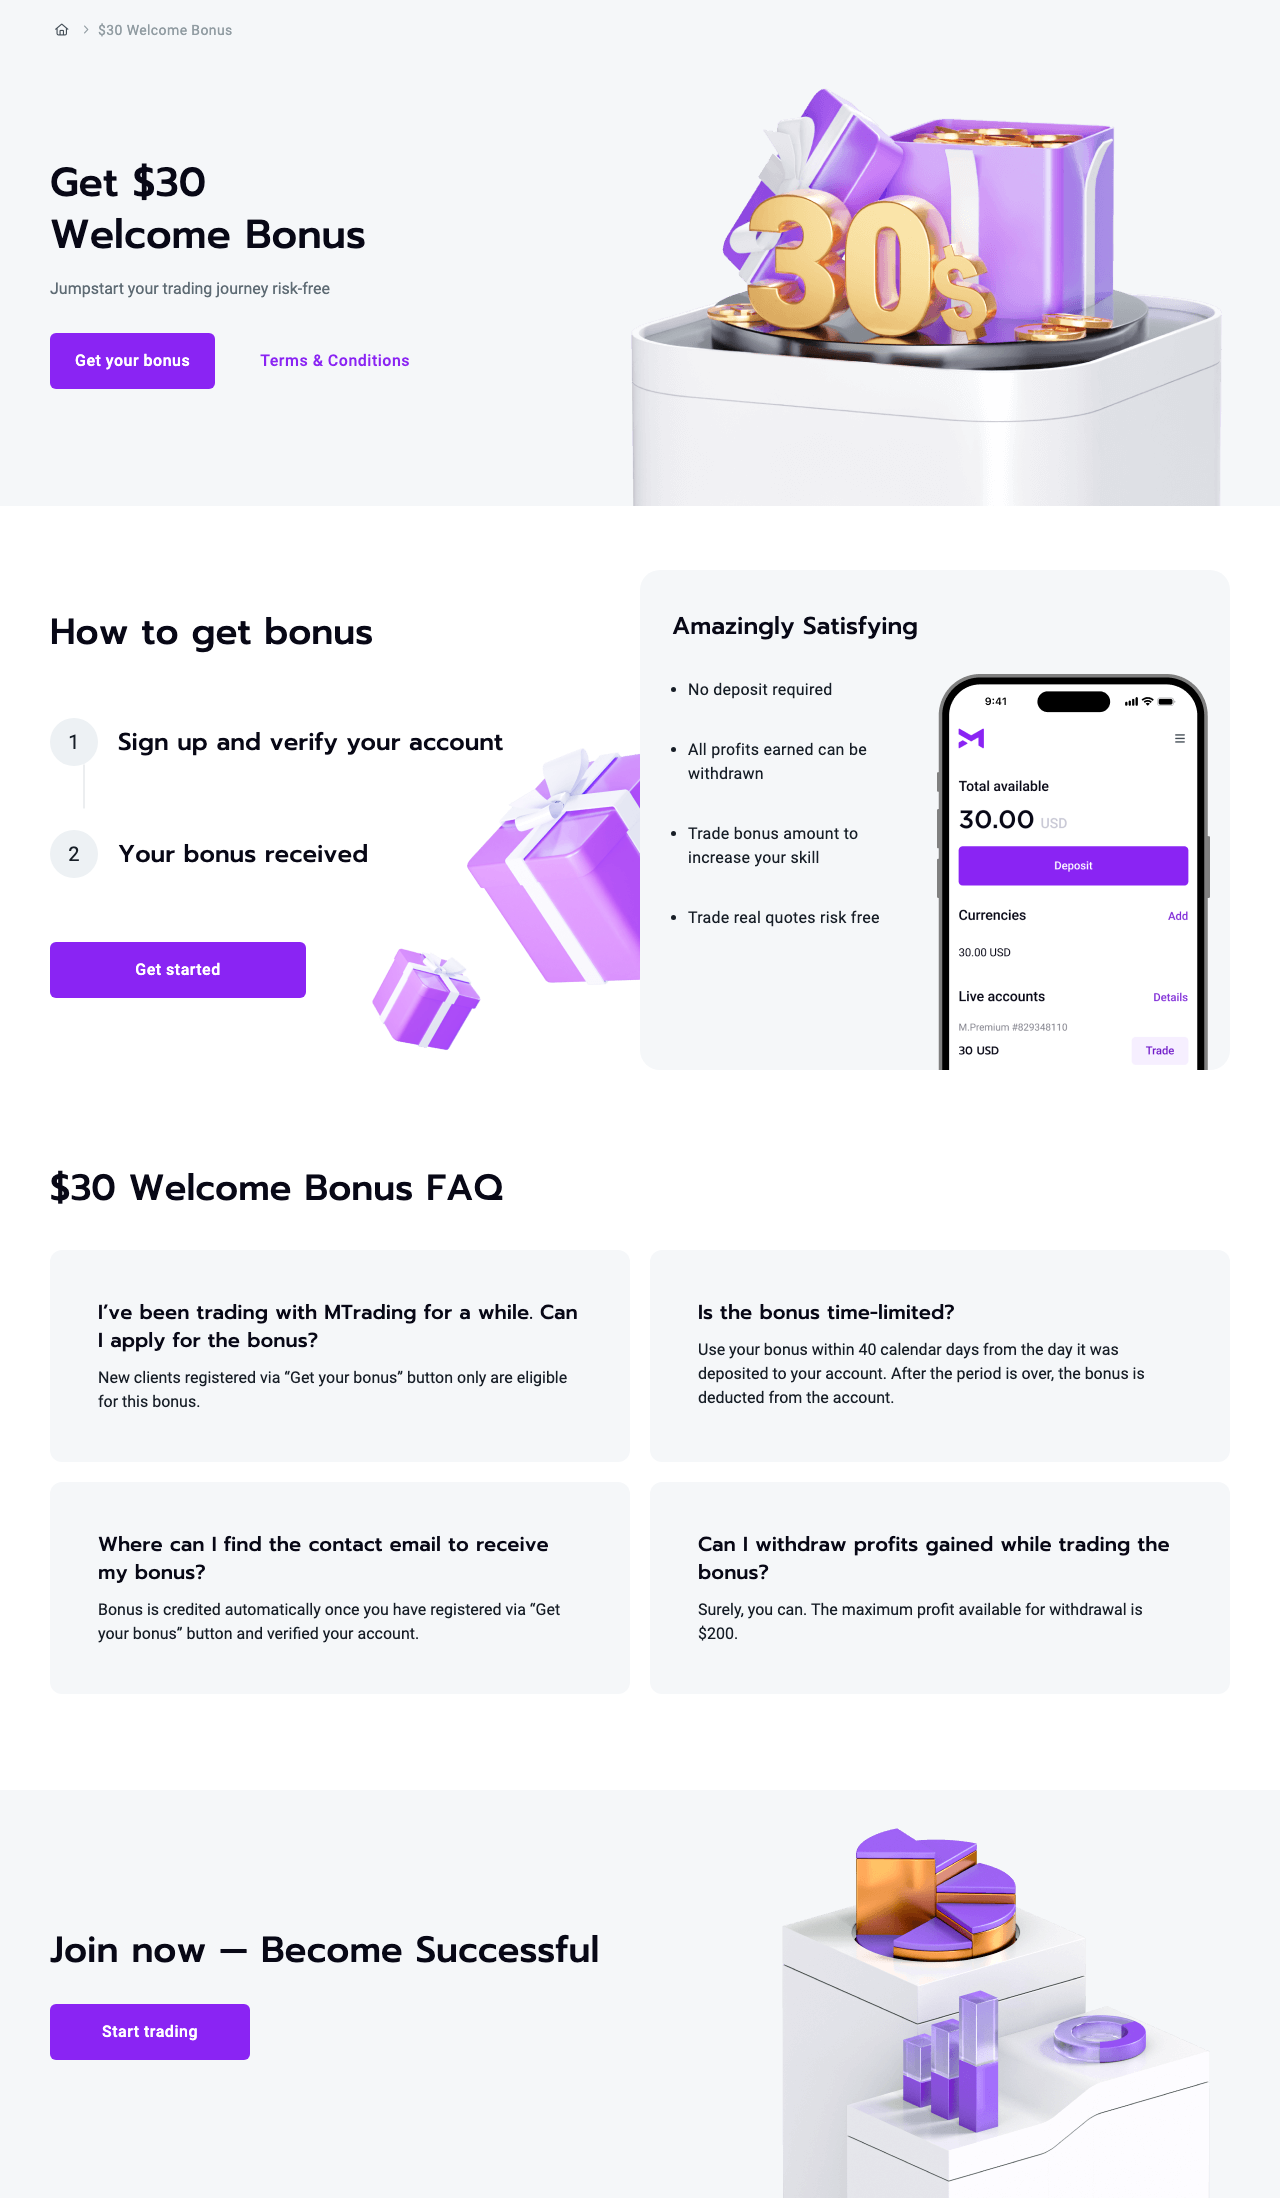 $30 Welcome Bonus
Get $30
Welcome Bonus
Jumpstart your trading journey risk-free
Get your bonus
Terms & Conditions
30$
How to get bonus
1
Sign up and verify your account
2
Your bonus received
Get started
Amazingly Satisfying
No deposit required
All profits earned can be
withdrawn
Trade bonus amount to
increase your skill
Trade real quotes risk free
9:41
Total available
30.00 USD
Deposit
Currencies
Add
30.00 USD
Live accounts
Details
M.Premium #829348110
30 USD
Trade
$30 Welcome Bonus FAQ
I’ve been trading with MTrading for a while. Can
I apply for the bonus?
New clients registered via “Get your bonus” button only are eligible
for this bonus.
Is the bonus time-limited?
Use your bonus within 40 calendar days from the day it was
deposited to your account. After the period is over, the bonus is
deducted from the account.
Where can I find the contact email to receive
my bonus?
Bonus is credited automatically once you have registered via “Get
your bonus” button and verified your account.
Can I withdraw profits gained while trading the
bonus?
Surely, you can. The maximum profit available for withdrawal is
$200.
Join now — Become Successful
Start trading